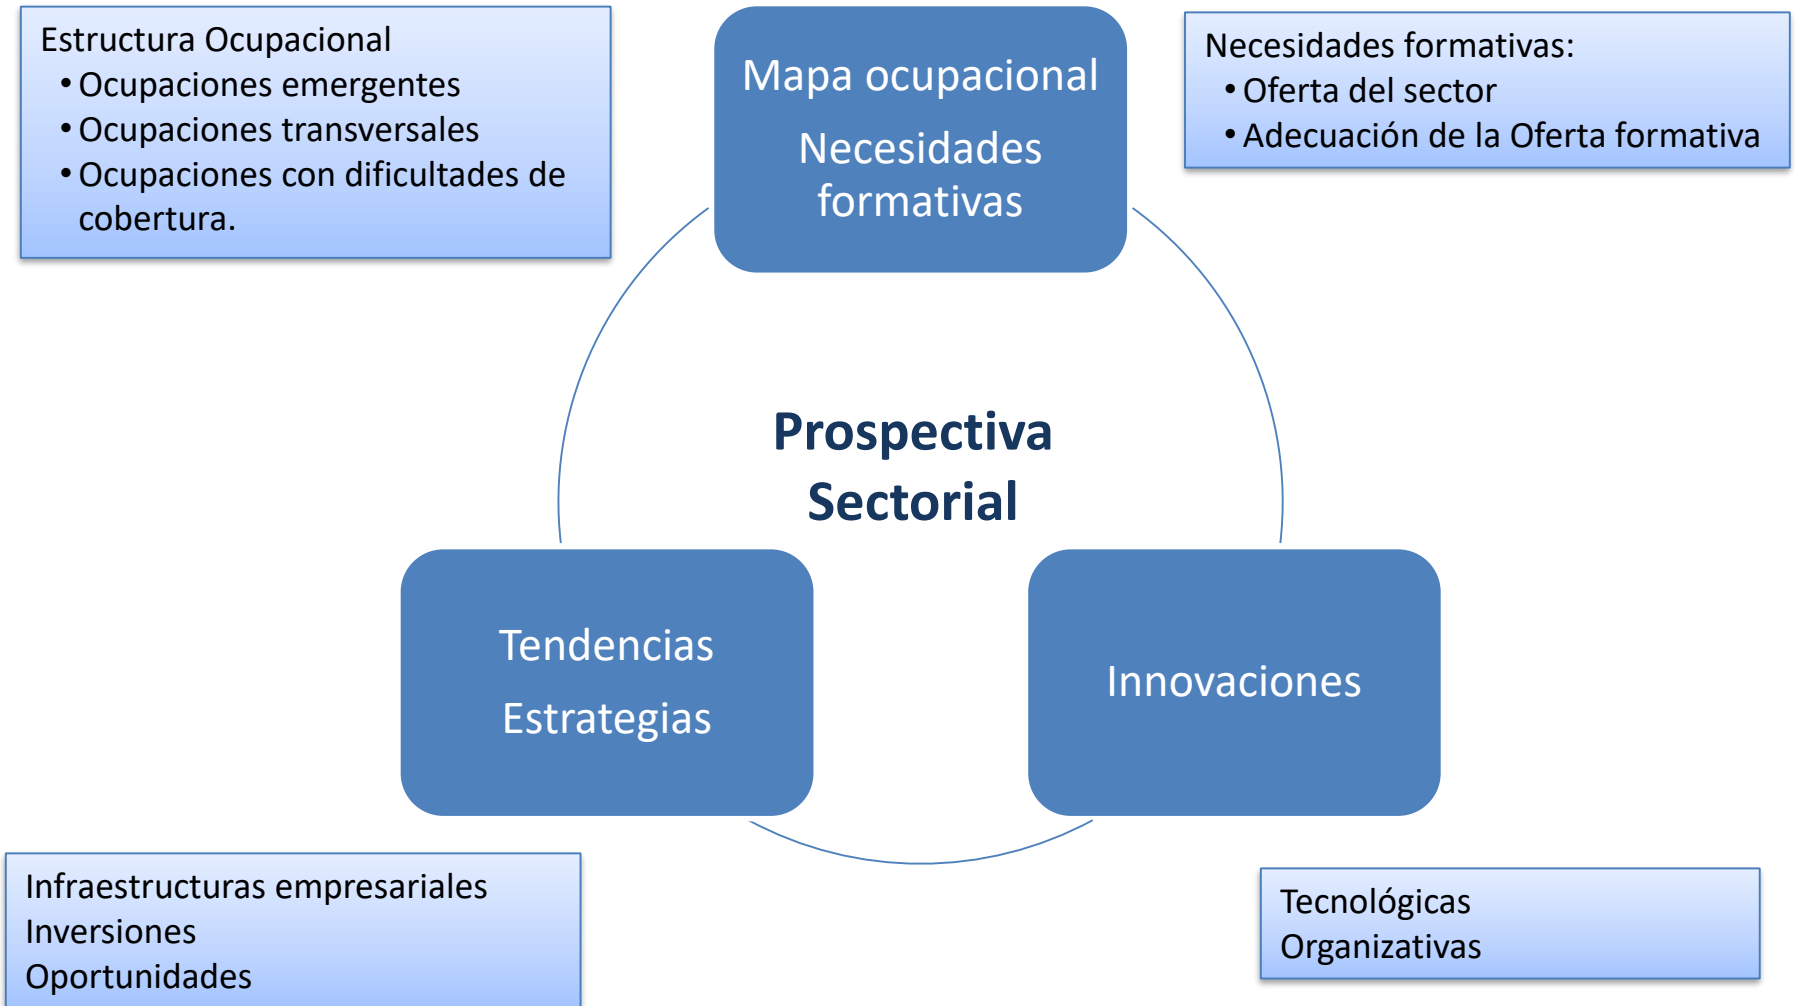 Estructura Ocupacional
• Ocupaciones emergentes
• Ocupaciones transversales
• Ocupaciones con dificultades de
cobertura.
Mapa ocupacional
Necesidades
formativas
Necesidades formativas:
• Oferta del sector
• Adecuación de la Oferta formativa
Prospectiva
Sectorial
Tendencias
Estrategias
Innovaciones
Infraestructuras empresariales
Inversiones
Oportunidades
Tecnológicas
Organizativas